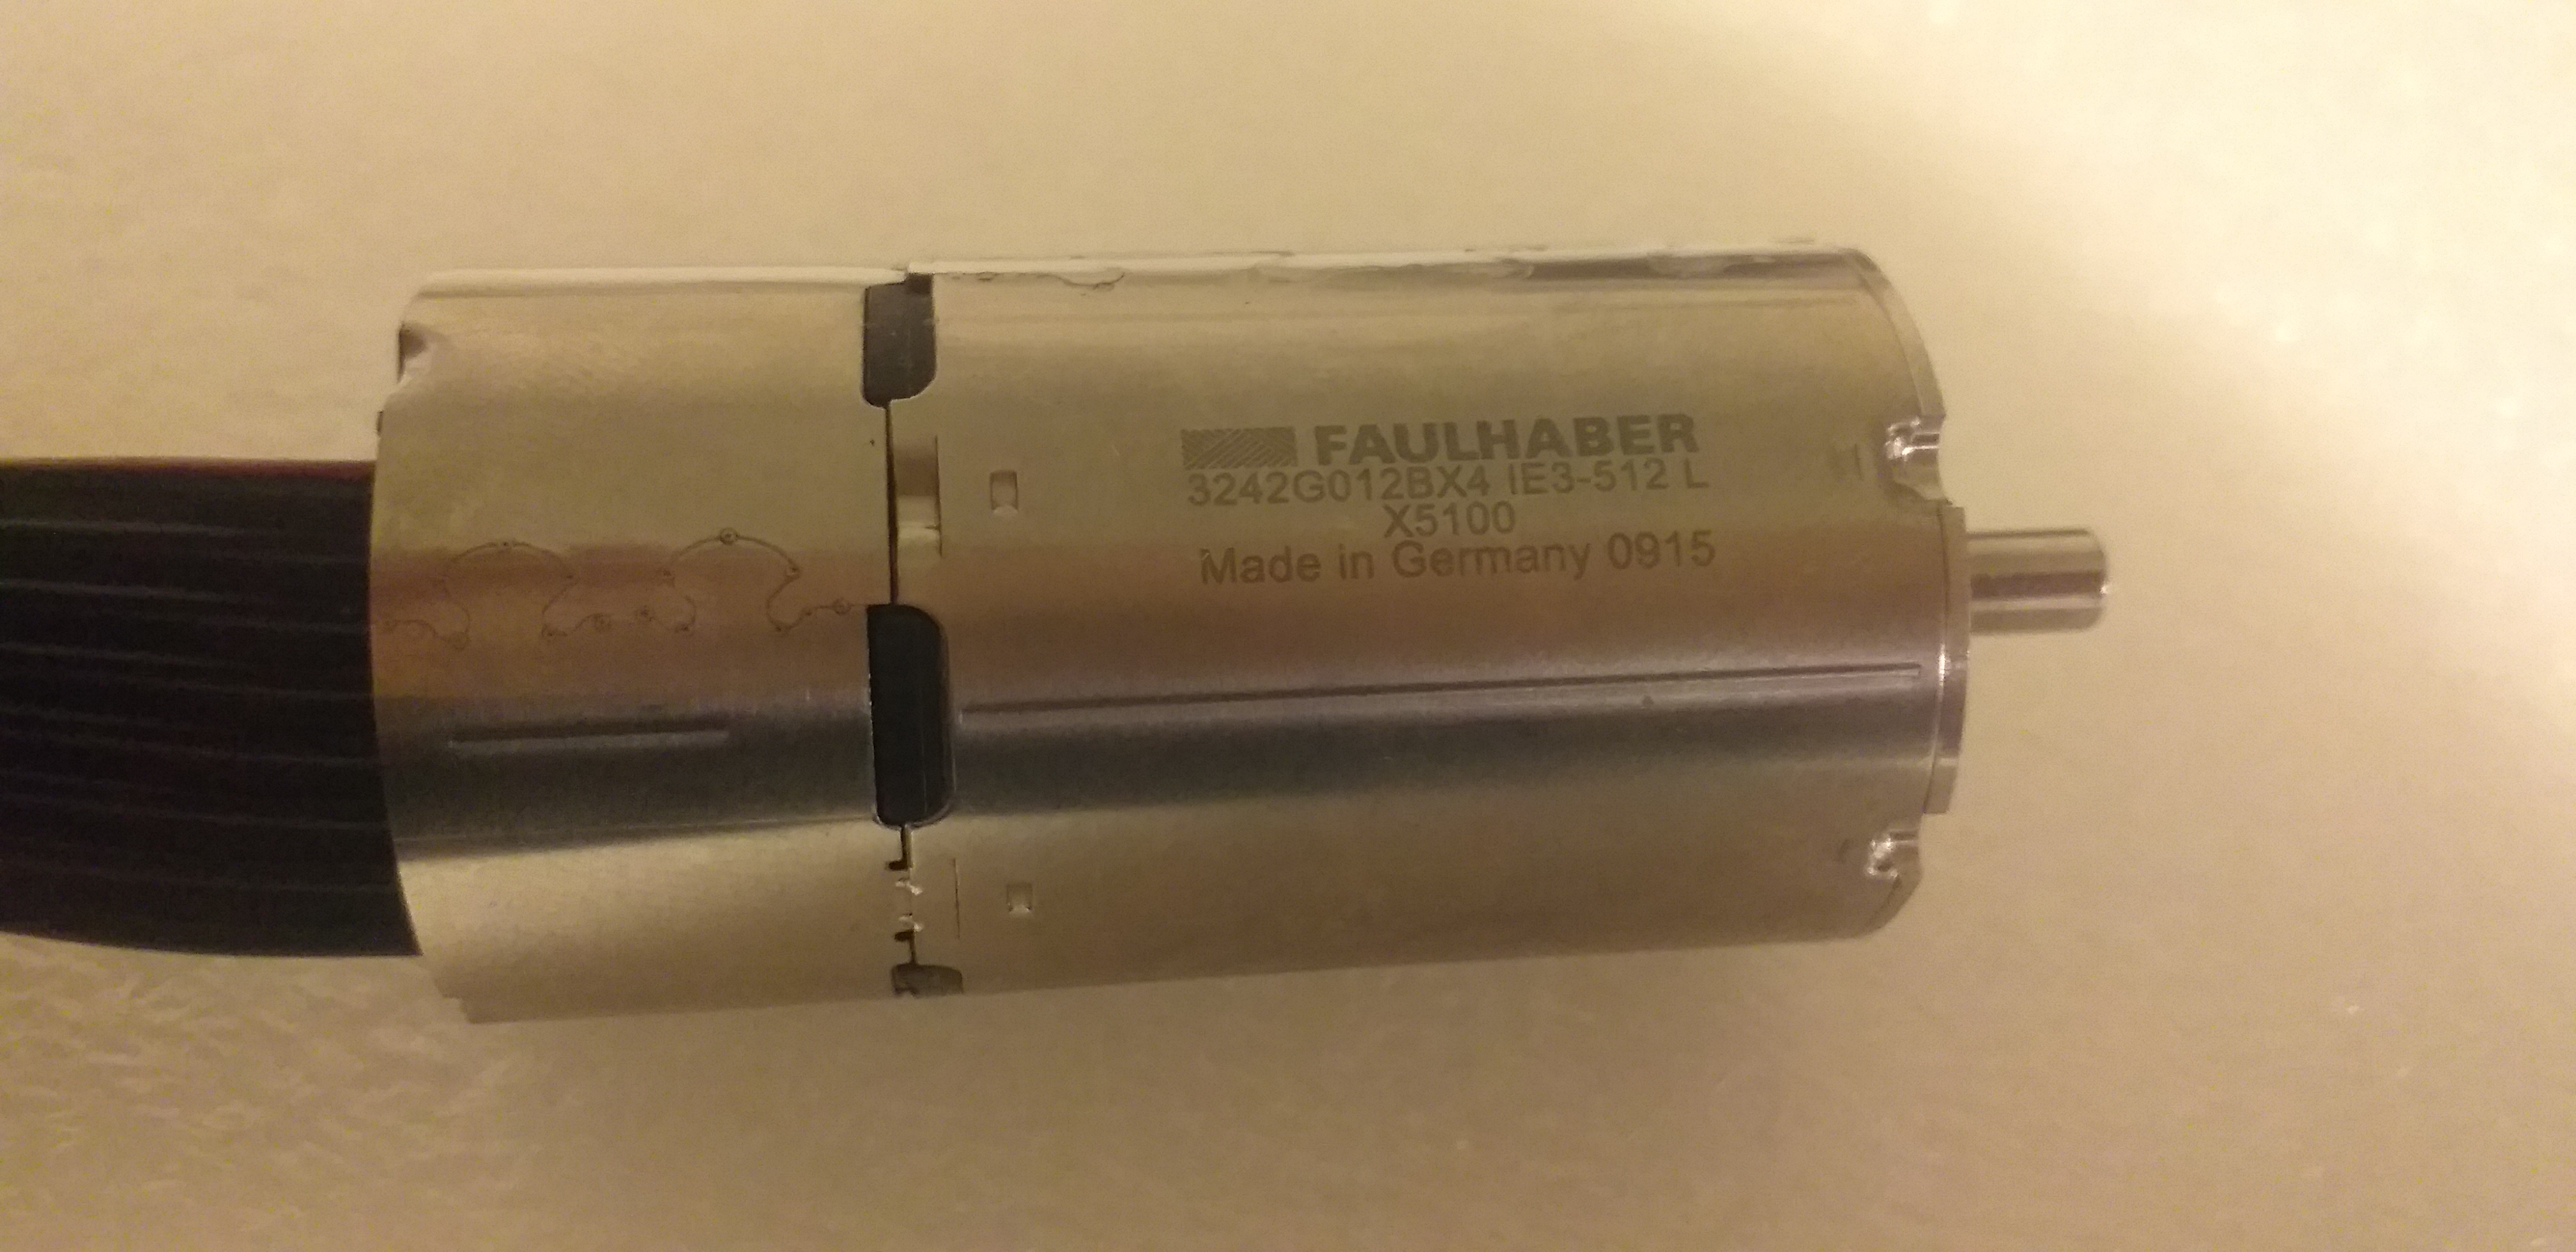 FAULHABER
3242G012BX4 IE3-512 L
X5100
Made in Germany 0915